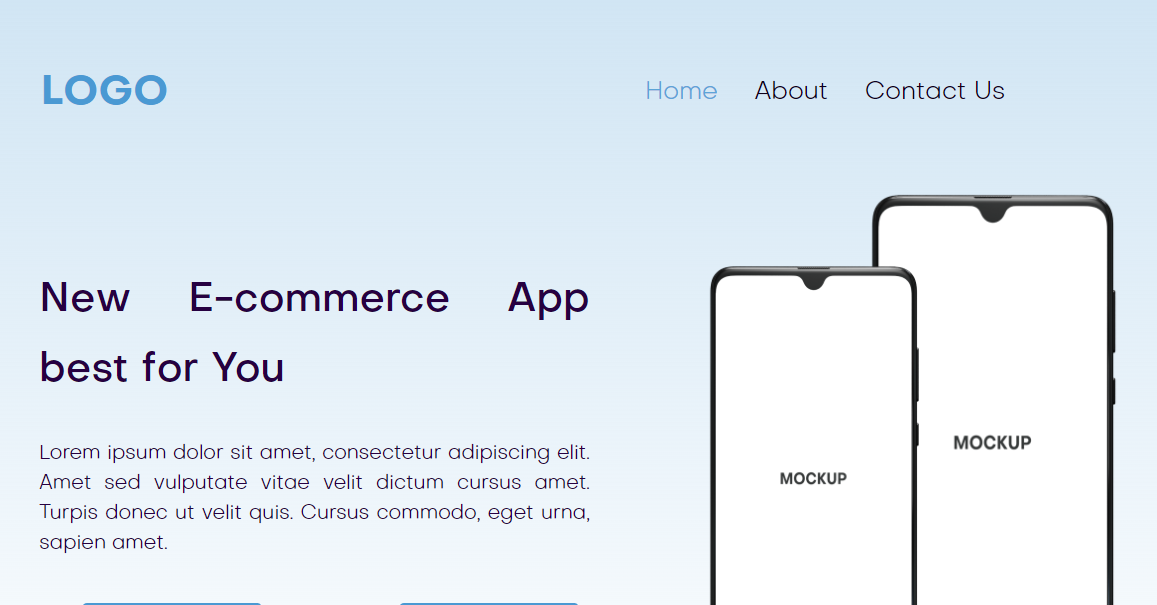 LOGO
Home About Contact Us
New E-commerce App
best for You
Lorem ipsum dolor sit amet, consectetur adipiscing elit.
Amet sed vulputate vitae velit dictum cursus amet.
Turpis donec ut velit quis. Cursus commodo, eget urna,
sapien amet.
MOCKUP
MOCKUP